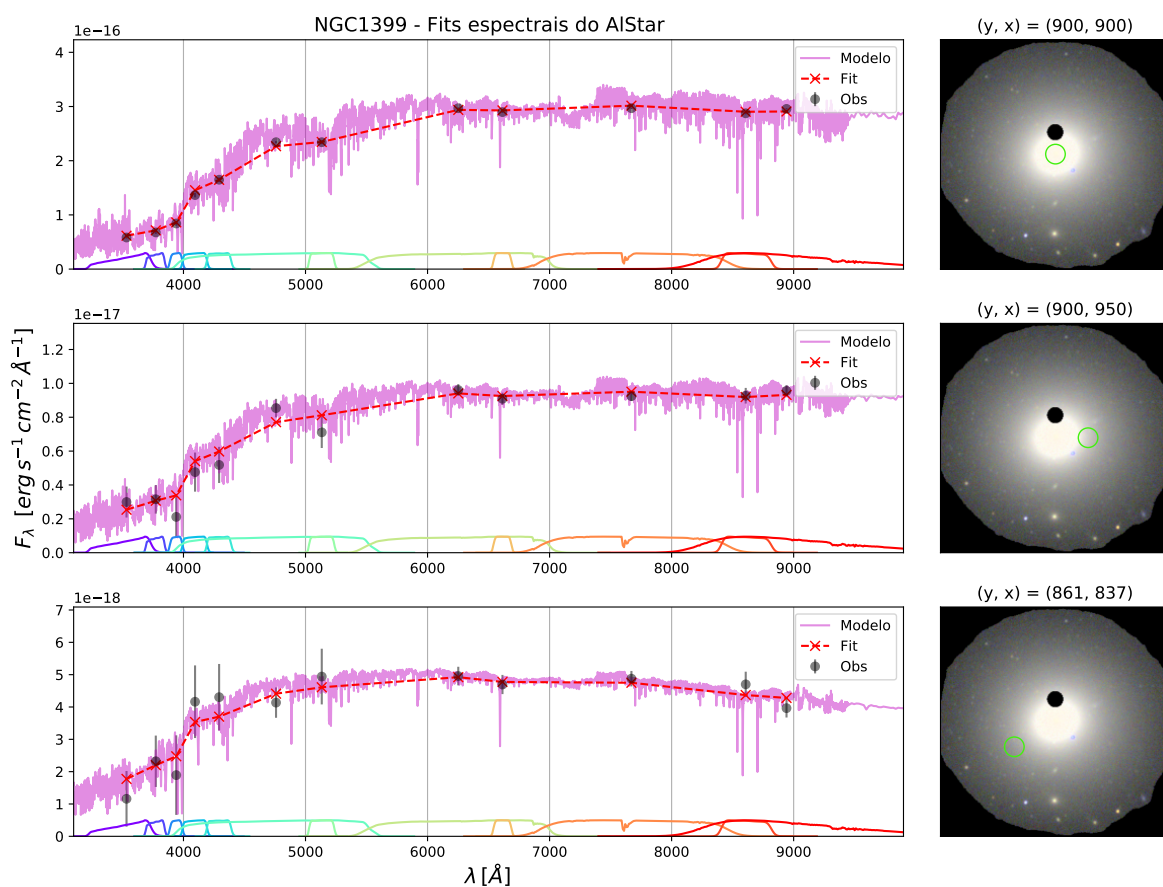 NGC1399 - Fits espectrais do AlStar
1e−16
(y, x) = (900, 900)
4
3
2
1
0
Modelo
Fit
Obs
4000 5000 6000 7000 8000 9000
1e−17
(y, x) = (900, 950)
1.2
1.0
0.8
0.6
0.4
0.2
0.0
Modelo
Fit
Obs
4000 5000 6000 7000 8000 9000
F_λ [erg s⁻¹ cm⁻² Å⁻¹]
1e−18
(y, x) = (861, 837)
7
6
5
4
3
2
1
0
Modelo
Fit
Obs
4000 5000 6000 7000 8000 9000
λ [Å]